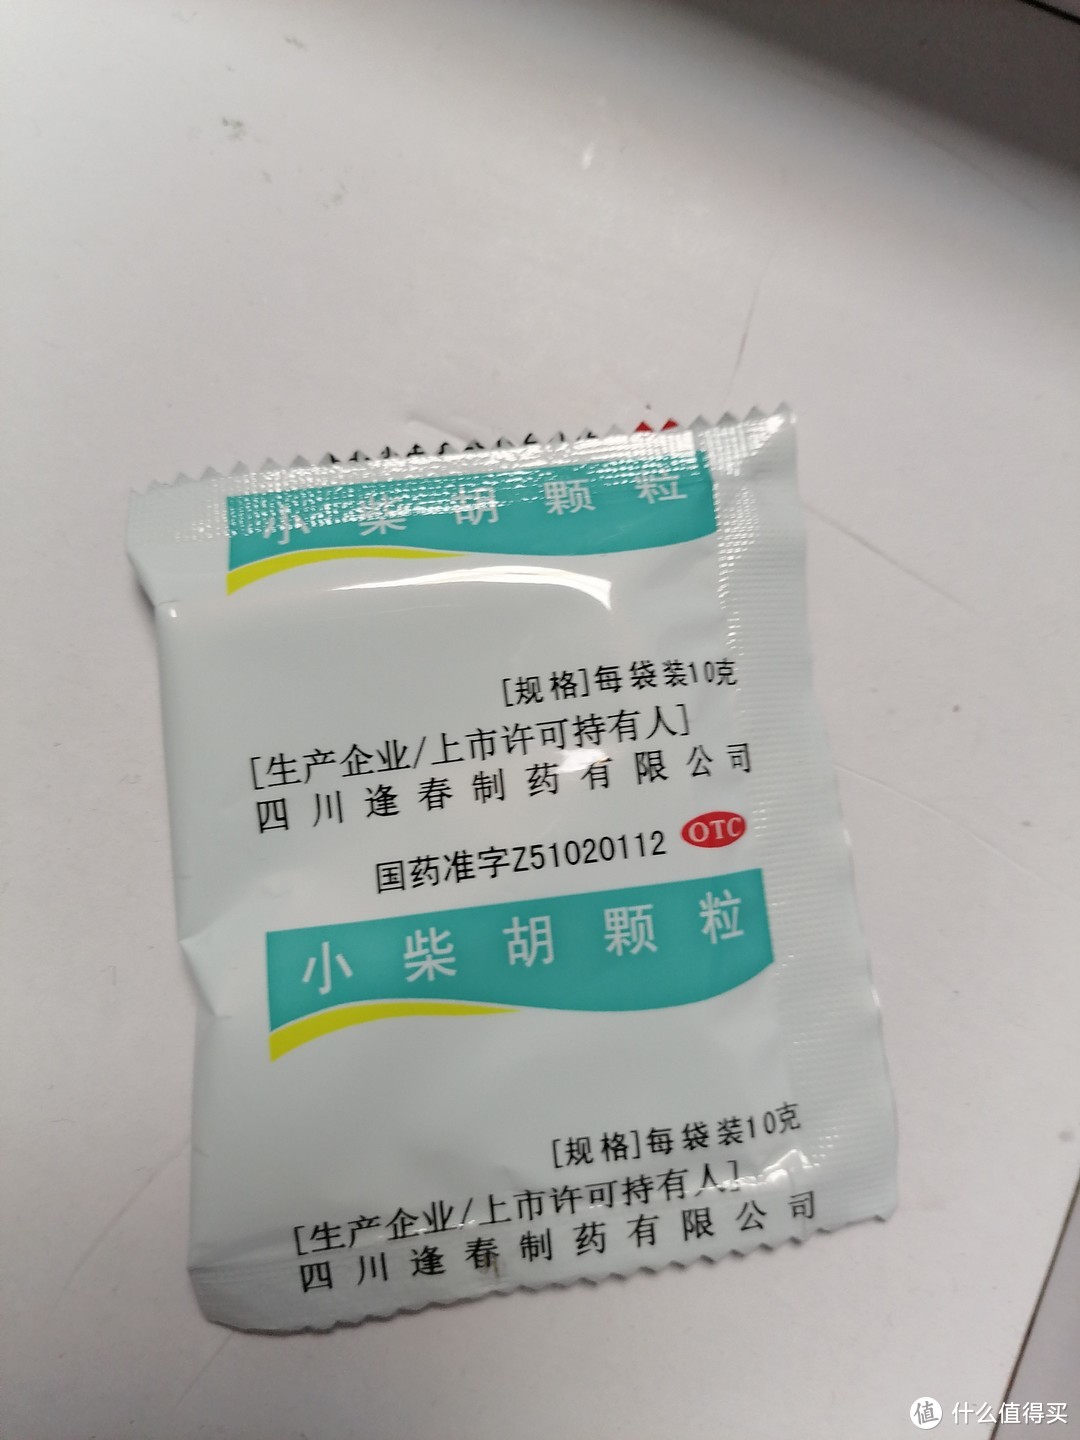 小柴胡颗粒
[规格]每袋装10克
[生产企业/上市许可持有人]
四川逢春制药有限公司
国药准字Z51020112
OTC
小柴胡颗粒
[规格]每袋装10克
[生产企业/上市许可持有人]
四川逢春制药有限公司
值 什么值得买